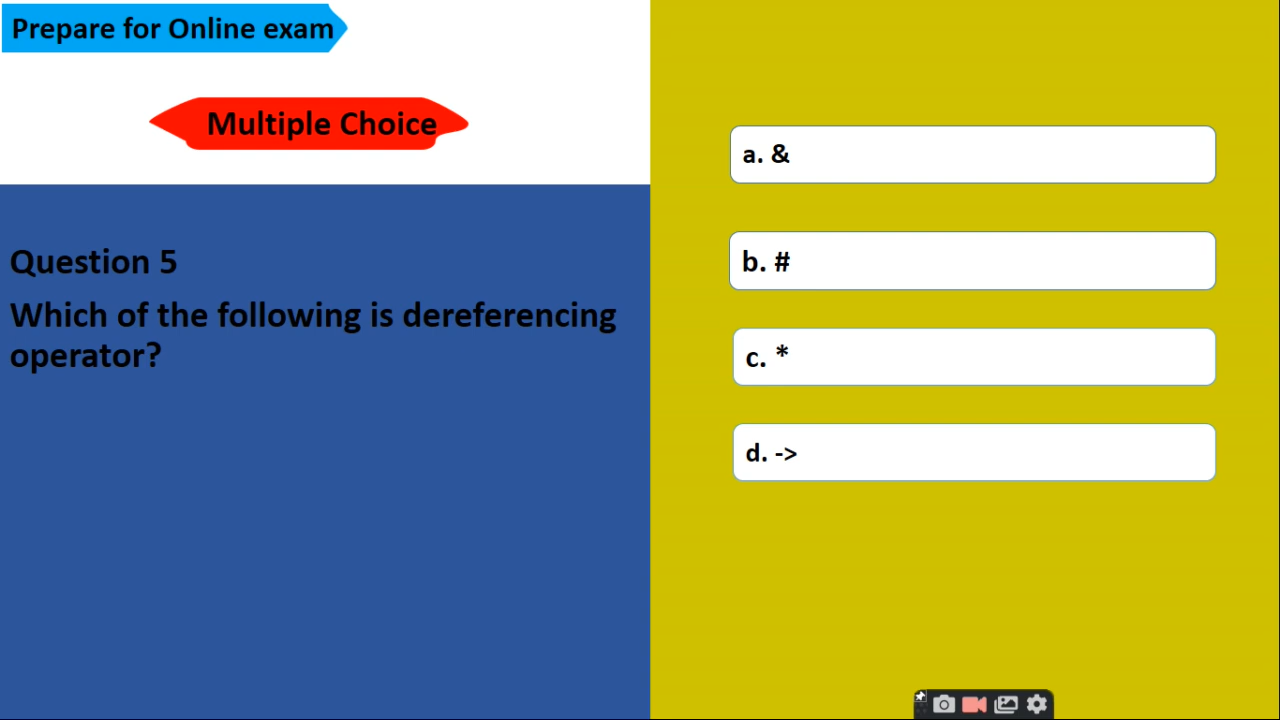 Prepare for Online exam
Multiple Choice
Question 5
Which of the following is dereferencing
operator?
a. &
b. #
c. *
d. ->